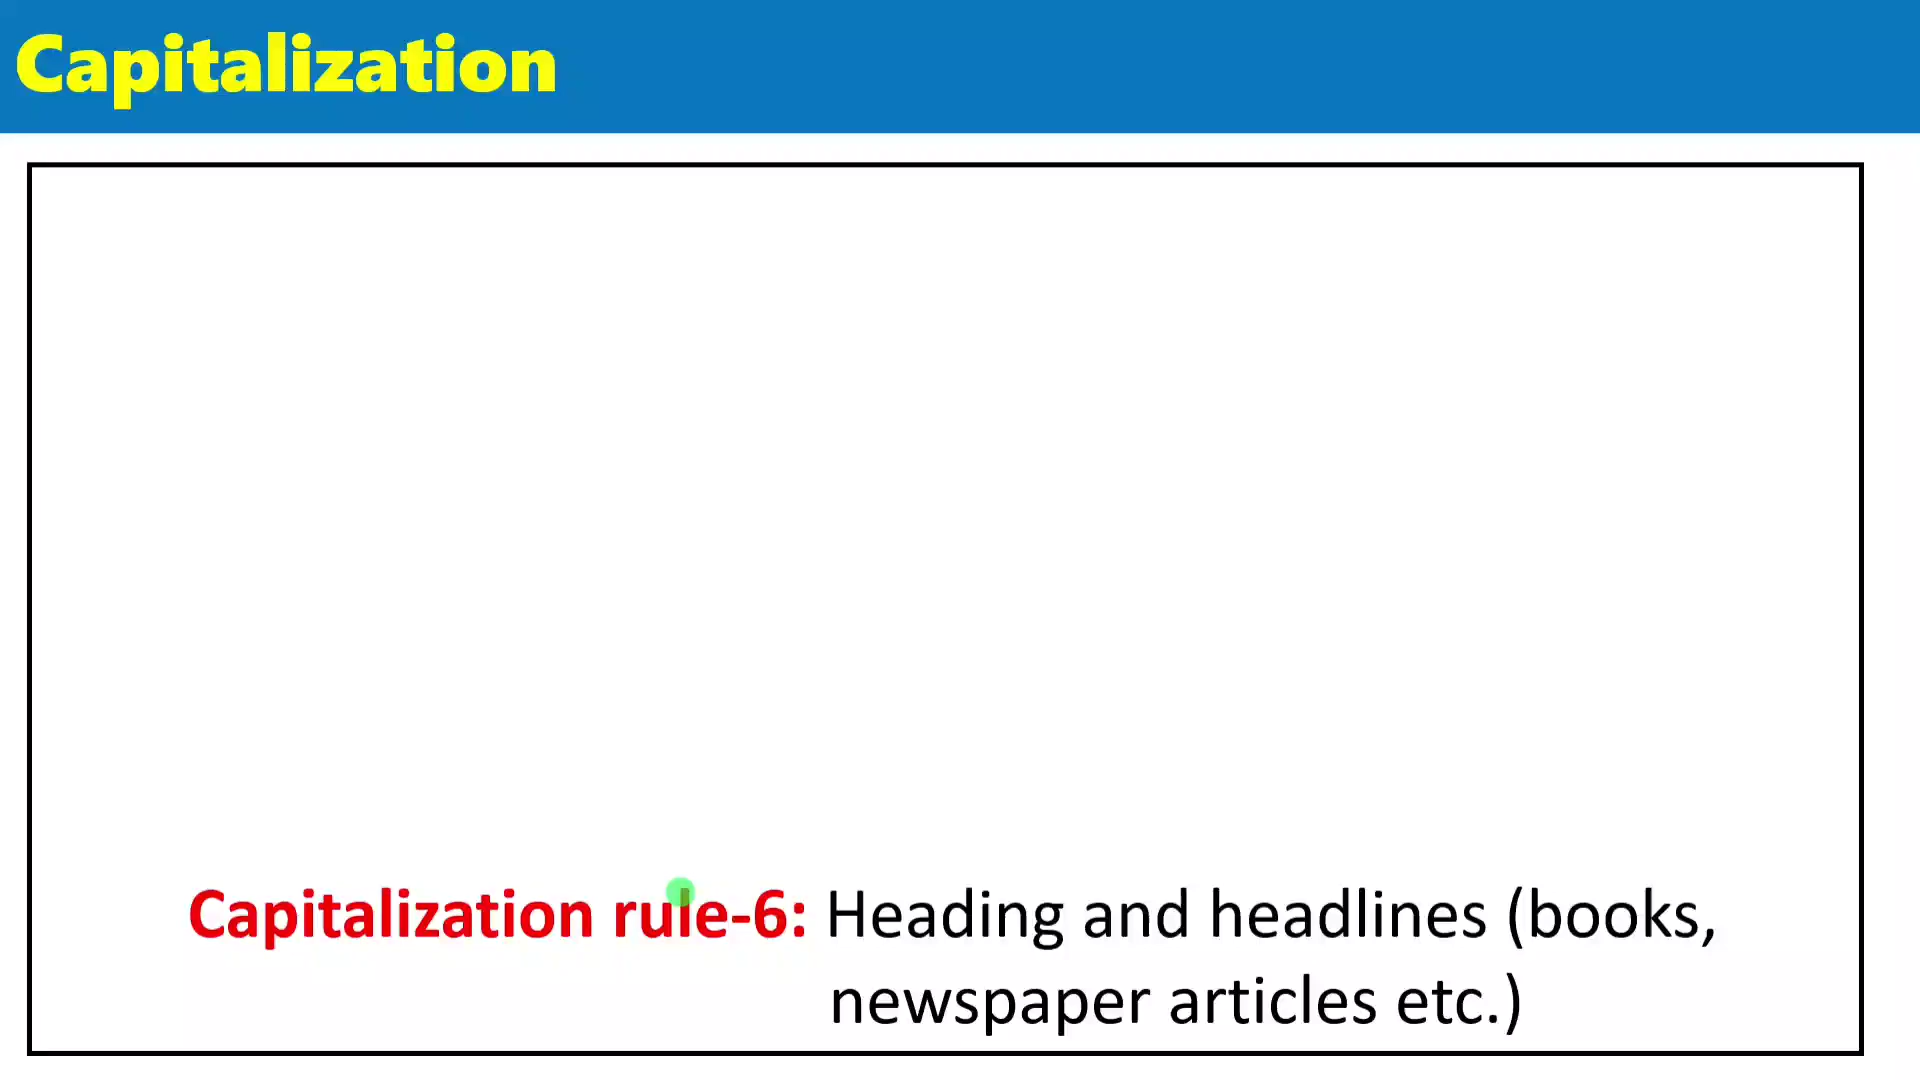 Capitalization
Capitalization rule-6: Heading and headlines (books,
newspaper articles etc.)